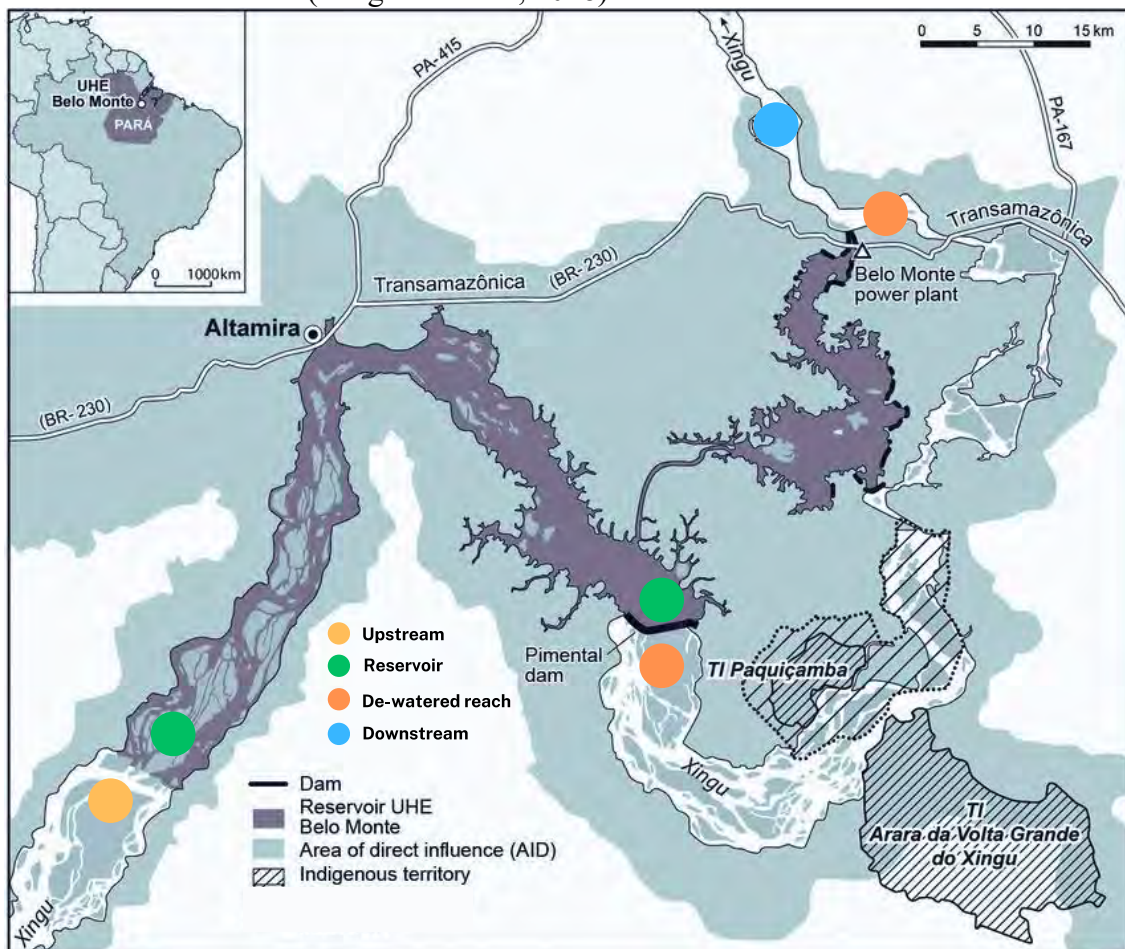 Xingu
0 5 10 15 km
PA-415
UHE
Belo Monte
PARÁ
0 1000 km
PA-167
Transamazônica
Transamazônica
(BR-230)
Belo Monte
power plant
Altamira
(BR-230)
Upstream
Reservoir
De-watered reach
Downstream
Pimental
dam
TI Paquiçamba
Xingu
Dam
Reservoir UHE
Belo Monte
Area of direct influence (AID)
Indigenous territory
TI
Arara da Volta Grande
do Xingu
Xingu